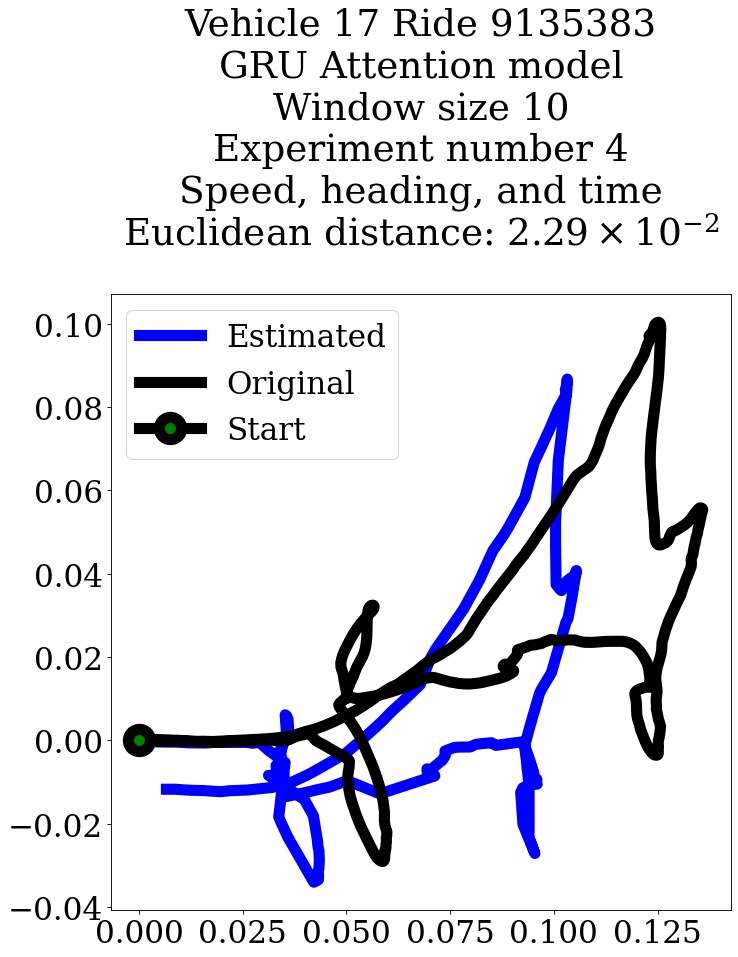 Vehicle 17 Ride 9135383
GRU Attention model
Window size 10
Experiment number 4
Speed, heading, and time
Euclidean distance: 2.29 × 10⁻²
Estimated
Original
Start
0.10
0.08
0.06
0.04
0.02
0.00
−0.02
−0.04
0.000 0.025 0.050 0.075 0.100 0.125